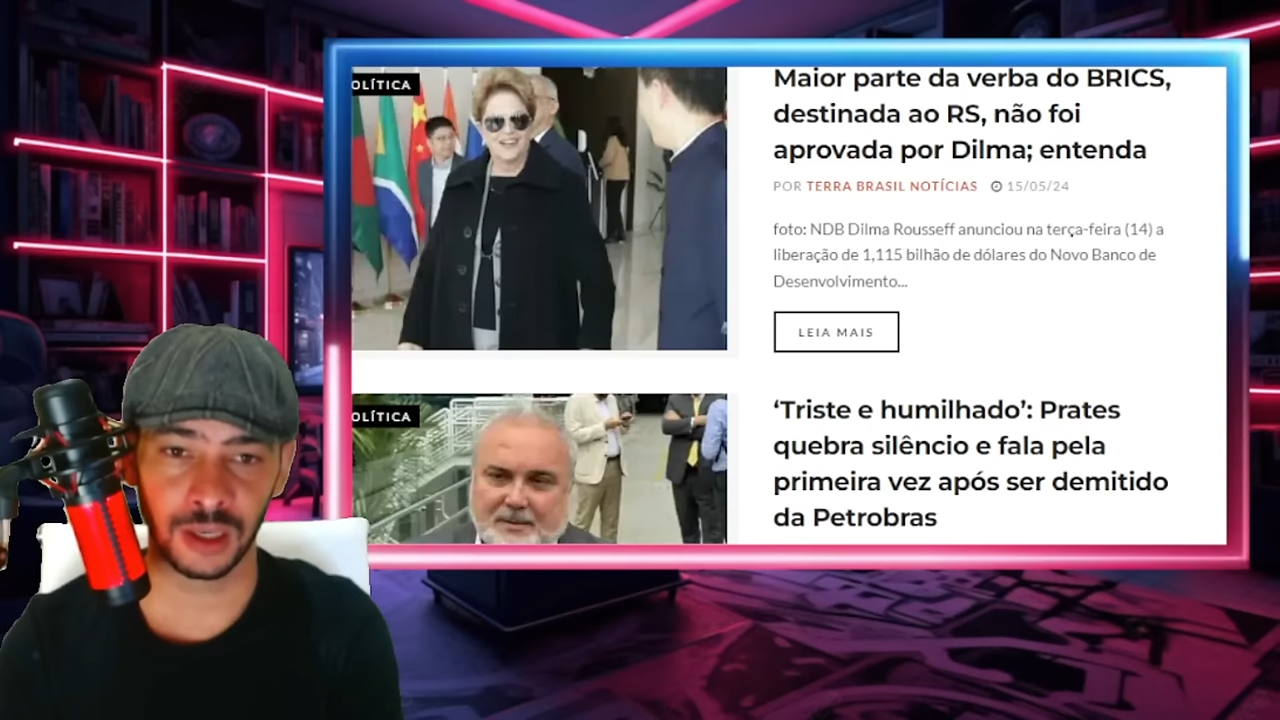 OLÍTICA
Maior parte da verba do BRICS,
destinada ao RS, não foi
aprovada por Dilma; entenda
POR TERRA BRASIL NOTÍCIAS 15/05/24
foto: NDB Dilma Rousseff anunciou na terça-feira (14) a
liberação de 1,115 bilhão de dólares do Novo Banco de
Desenvolvimento...
LEIA MAIS
OLÍTICA
‘Triste e humilhado’: Prates
quebra silêncio e fala pela
primeira vez após ser demitido
da Petrobras